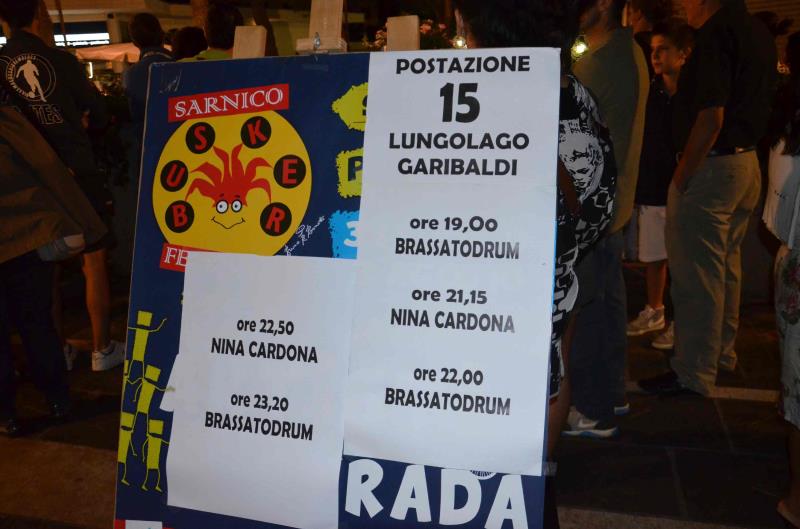 SARNICO
BUSKER
POSTAZIONE
15
LUNGOLAGO
GARIBALDI
ore 19,00
BRASSATODRUM
ore 21,15
NINA CARDONA
ore 22,00
BRASSATODRUM
ore 22,50
NINA CARDONA
ore 23,20
BRASSATODRUM
RADA